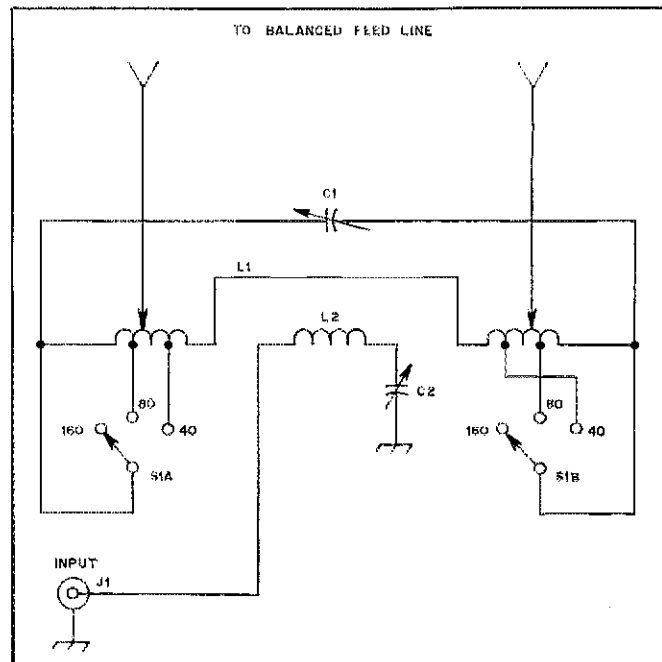 TO BALANCED FEED LINE
C1
L1
L2
C2
80
160
40
S1A
80
160
40
S1B
INPUT
J1